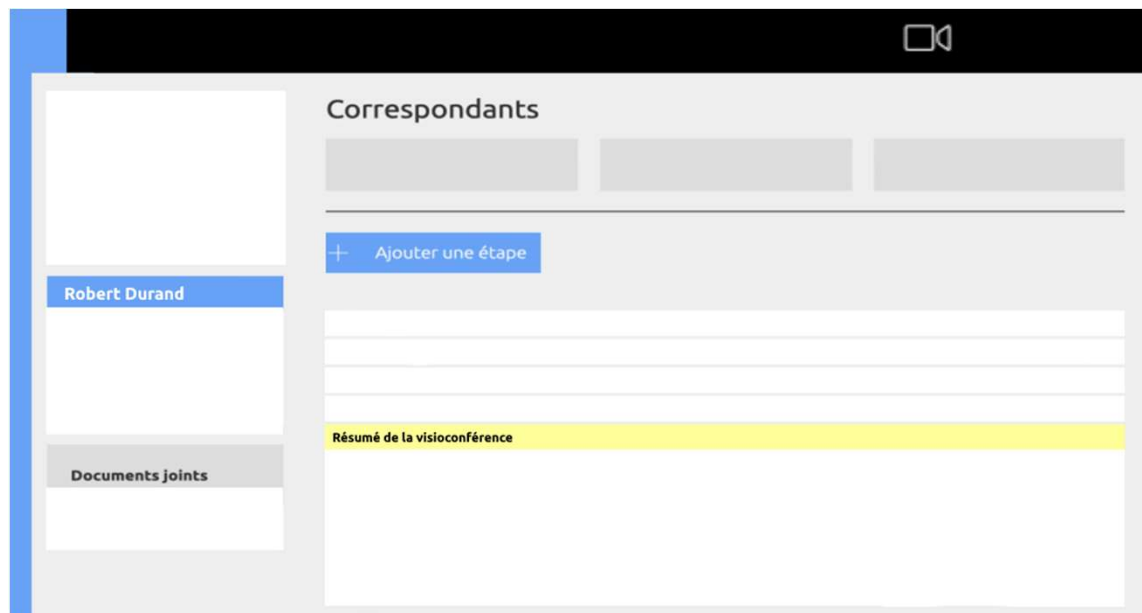 Correspondants
+ Ajouter une étape
Robert Durand
Résumé de la visioconférence
Documents joints